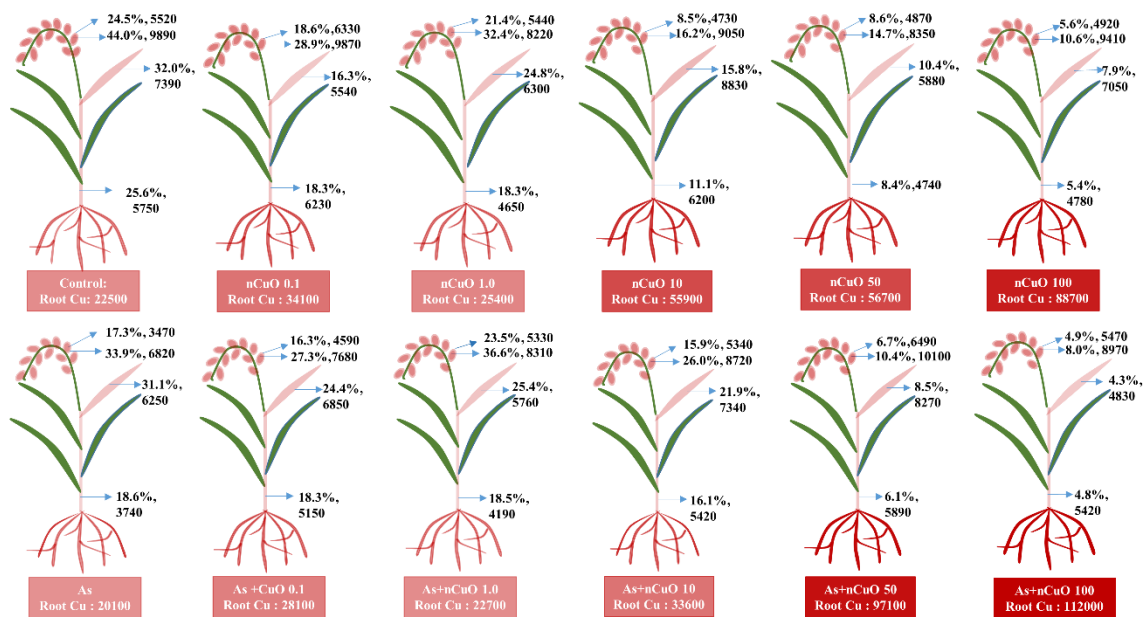 24.5%, 5520
44.0%, 9890
32.0%,
7390
25.6%,
5750
Control:
Root Cu: 22500
18.6%, 6330
28.9%, 9870
16.3%
5540
18.3%,
6230
nCuO 0.1
Root Cu : 34100
21.4%, 5440
32.4%, 8220
24.8%
6300
18.3%,
4650
nCuO 1.0
Root Cu : 25400
8.5%,4730
16.2%, 9050
15.8%
8830
11.1%
6200
nCuO 10
Root Cu : 55900
8.6%, 4870
14.7%, 8350
10.4%
5880
8.4%, 4740
nCuO 50
Root Cu : 56700
5.6%, 4920
10.6%, 9410
7.9%
7050
5.4%
4780
nCuO 100
Root Cu : 88700
17.3%, 3470
33.9%, 6820
31.1%
6250
18.6%,
3740
As
Root Cu : 20100
16.3%, 4590
27.3%, 7680
24.4%
6850
18.3%
5150
As +CuO 0.1
Root Cu : 28100
23.5%, 5330
36.6%, 8310
25.4%
5760
18.5%
4190
As+nCuO 1.0
Root Cu : 22700
15.9%, 5340
26.0%, 8720
21.9%
7340
16.1%
5420
As+nCuO 10
Root Cu : 33600
6.7%, 6490
10.4%, 10100
8.5%
8270
6.1%
5890
As+nCuO 50
Root Cu : 97100
4.9%, 5470
8.0%, 8970
4.3%
4830
4.8%
5420
As+nCuO 100
Root Cu : 112000